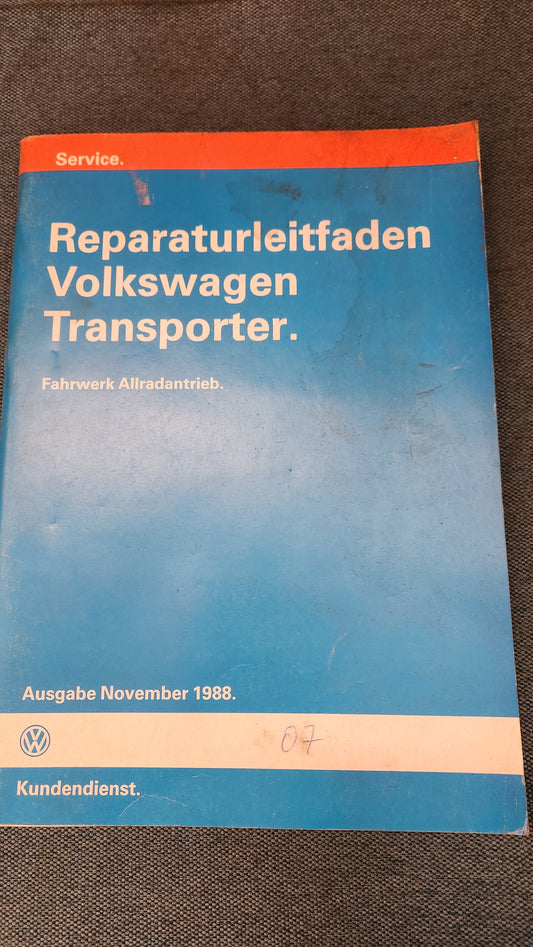 Service.
Reparaturleitfaden
Volkswagen
Transporter.
Fahrwerk Allradantrieb.
Ausgabe November 1988.
07
Kundendienst.